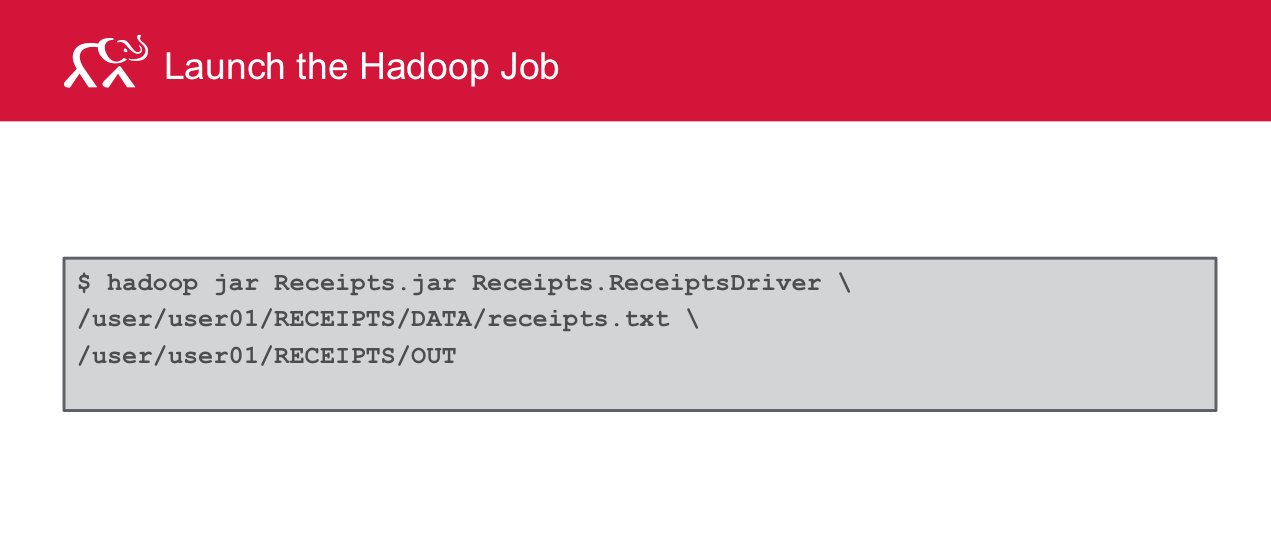 Launch the Hadoop Job
$ hadoop jar Receipts.jar Receipts.ReceiptsDriver \
/user/user01/RECEIPTS/DATA/receipts.txt \
/user/user01/RECEIPTS/OUT